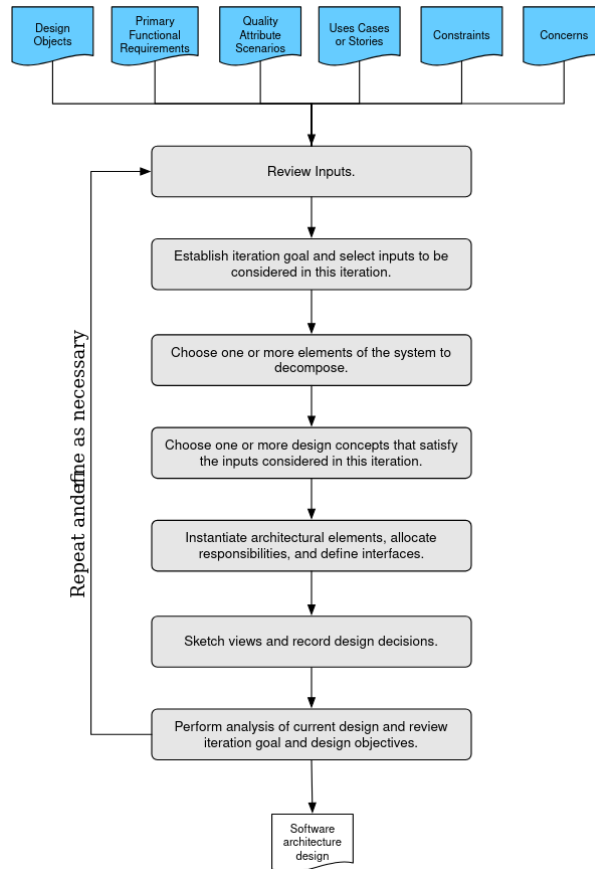 Design
Objects
Primary
Functional
Requirements
Quality
Attribute
Scenarios
Uses Cases
or Stories
Constraints
Concerns
Review Inputs.
Establish iteration goal and select inputs to be
considered in this iteration.
Choose one or more elements of the system to
decompose.
Choose one or more design concepts that satisfy
the inputs considered in this iteration.
Instantiate architectural elements, allocate
responsibilities, and define interfaces.
Sketch views and record design decisions.
Perform analysis of current design and review
iteration goal and design objectives.
Repeat and refine as necessary
Software
architecture
design